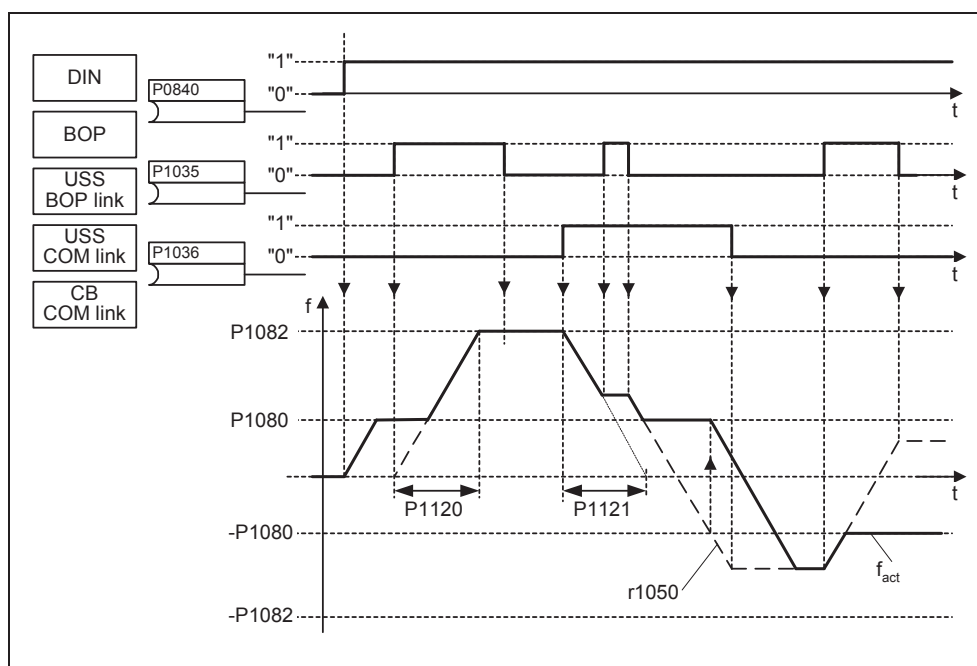 DIN
BOP
USS
BOP link
USS
COM link
CB
COM link
P0840
P1035
P1036
"1"
"0"
t
"1"
"0"
t
"1"
"0"
t
f
P1082
P1080
t
P1120
P1121
-P1080
r1050
fact
-P1082